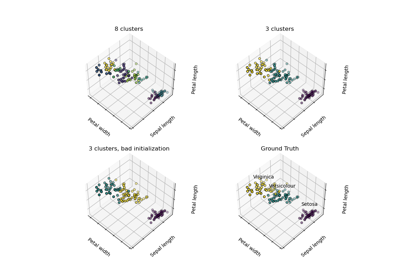 8 clusters
3 clusters
Petal length
Petal length
Petal width
Sepal length
Petal width
Sepal length
3 clusters, bad initialization
Ground Truth
Virginica
Versicolour
Setosa
Petal length
Petal length
Petal width
Sepal length
Petal width
Sepal length